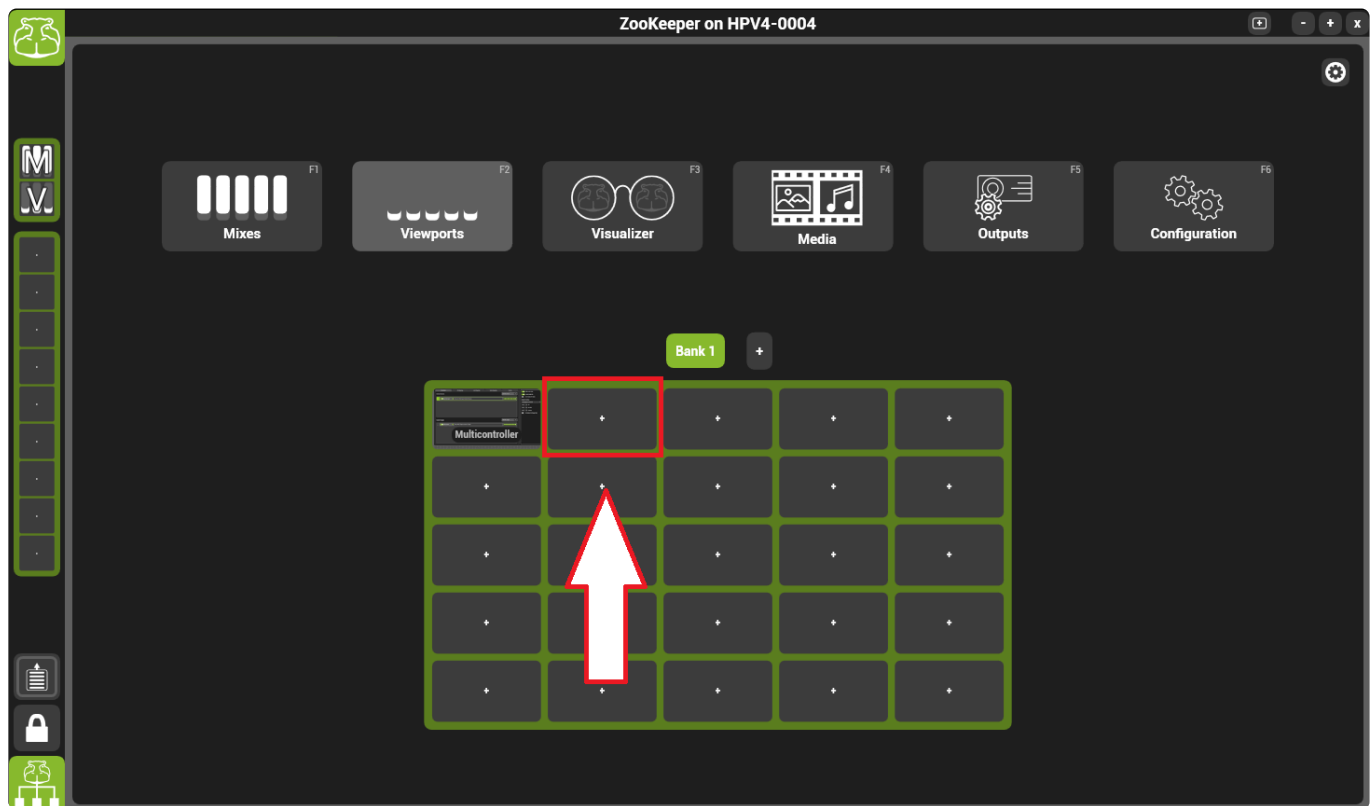 ZooKeeper on HPV4-0004
- + x
M
V
F1
Mixes
F2
Viewports
F3
Visualizer
F4
Media
F5
Outputs
F6
Configuration
Bank 1
+
Multicontroller
+ + + +
+ + + + +
+ + + +
+ + + +
+ + + + +